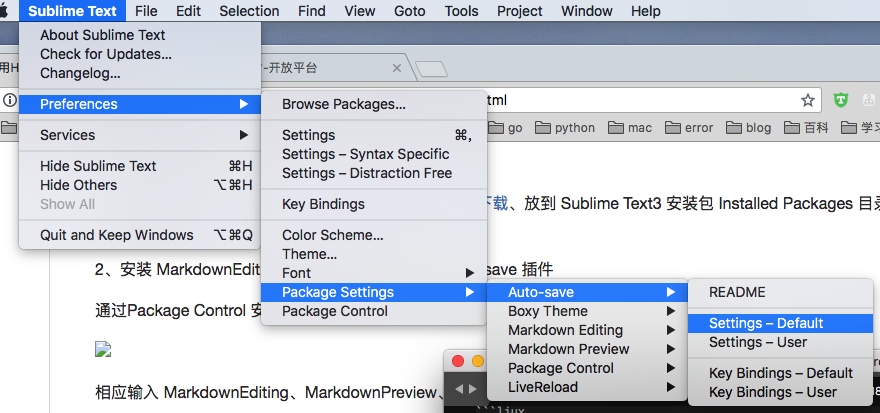 Sublime Text File Edit Selection Find View Goto Tools Project Window Help
About Sublime Text
Check for Updates...
Changelog...
Preferences
Services
Hide Sublime Text ⌘H
Hide Others ⌥⌘H
Show All
Quit and Keep Windows ⌥⌘Q
用H
-开放平台
html
go python mac error blog 百科 学习
Browse Packages...
Settings ⌘,
Settings – Syntax Specific
Settings – Distraction Free
Key Bindings
Color Scheme...
Theme...
Font
Package Settings
Package Control
下载、放到 Sublime Text3 安装包 Installed Packages 目录
2、安装 MarkdownEdit
save 插件
通过Package Control 安
Auto-save
Boxy Theme
Markdown Editing
Markdown Preview
Package Control
LiveReload
README
Settings – Default
Settings – User
Key Bindings – Default
Key Bindings – User
相应输入 MarkdownEditing、MarkdownPreview、
```liux